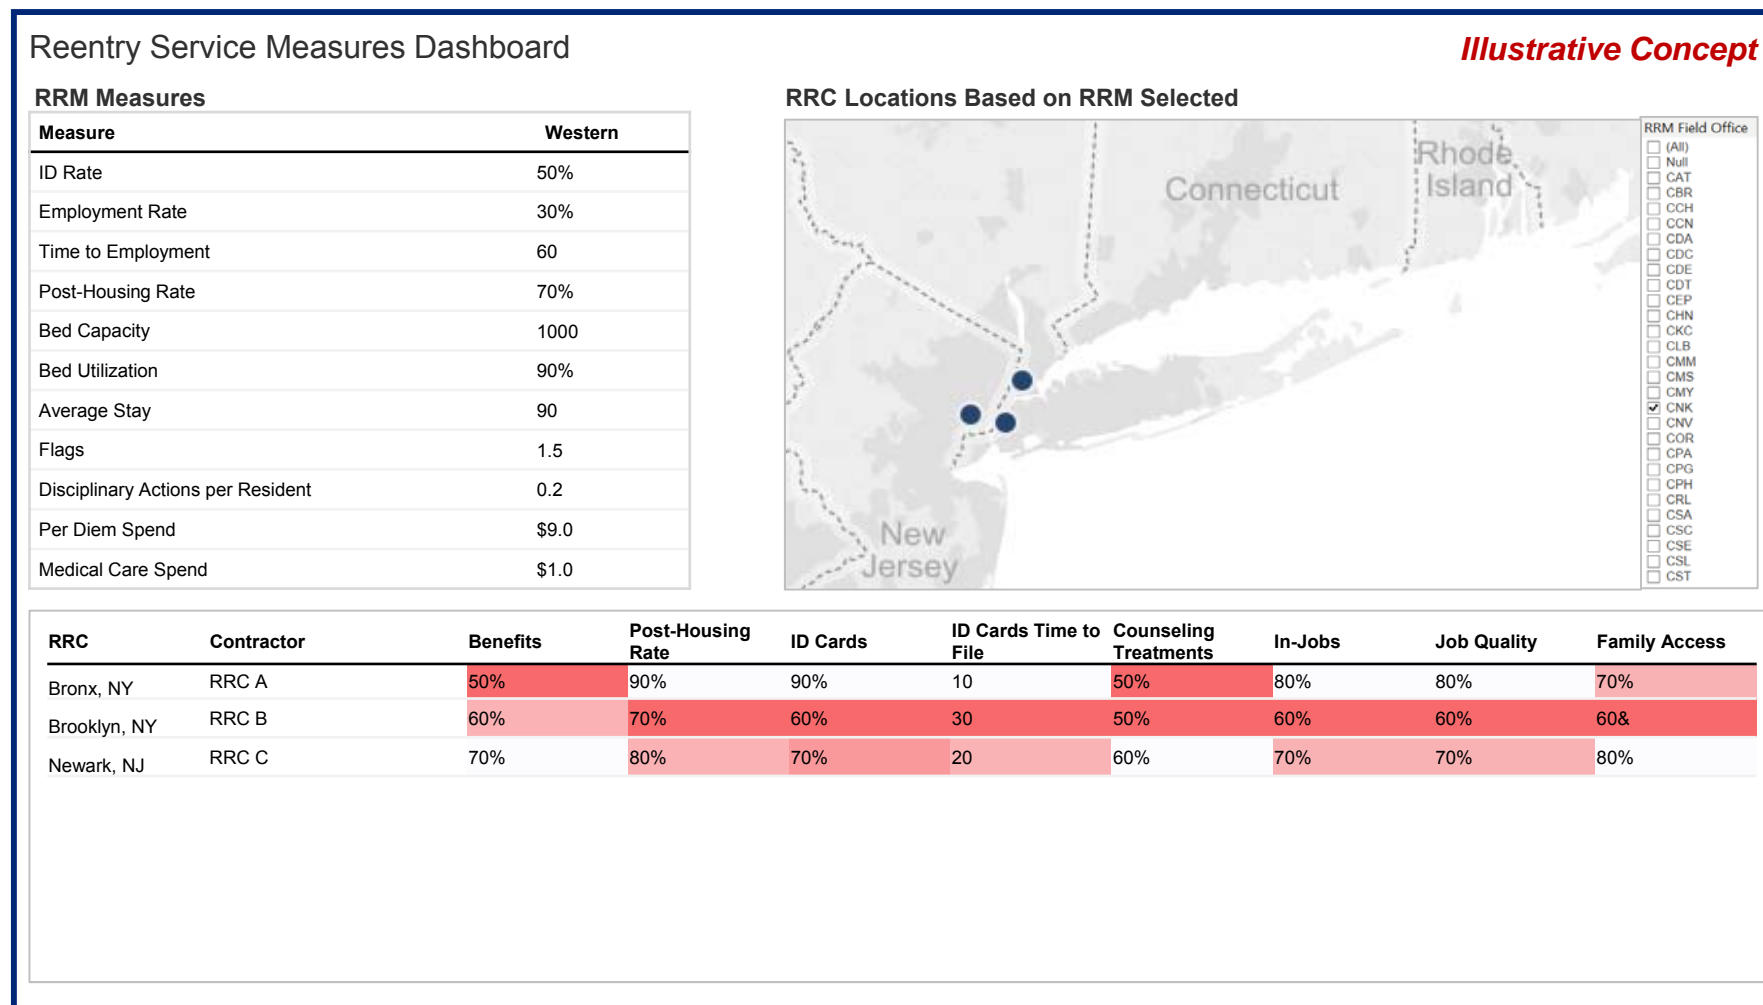 Reentry Service Measures Dashboard
Illustrative Concept
RRM Measures
Measure Western
ID Rate 50%
Employment Rate 30%
Time to Employment 60
Post-Housing Rate 70%
Bed Capacity 1000
Bed Utilization 90%
Average Stay 90
Flags 1.5
Disciplinary Actions per Resident 0.2
Per Diem Spend $9.0
Medical Care Spend $1.0
RRC Locations Based on RRM Selected
Connecticut
Rhode
Island
New
Jersey
RRM Field Office
(All)
Null
CAT
CBR
CCH
CCN
CDA
CDC
CDE
CDT
CEP
CHN
CKC
CLB
CMM
CMS
CMY
CNK
CNV
COR
CPA
CPG
CPH
CRL
CSA
CSC
CSE
CSL
CST
RRC Contractor Benefits Post-Housing Rate ID Cards ID Cards Time to File Counseling Treatments In-Jobs Job Quality Family Access
Bronx, NY RRC A 50% 90% 90% 10 50% 80% 80% 70%
Brooklyn, NY RRC B 60% 70% 60% 30 50% 60% 60% 60&
Newark, NJ RRC C 70% 80% 70% 20 60% 70% 70% 80%